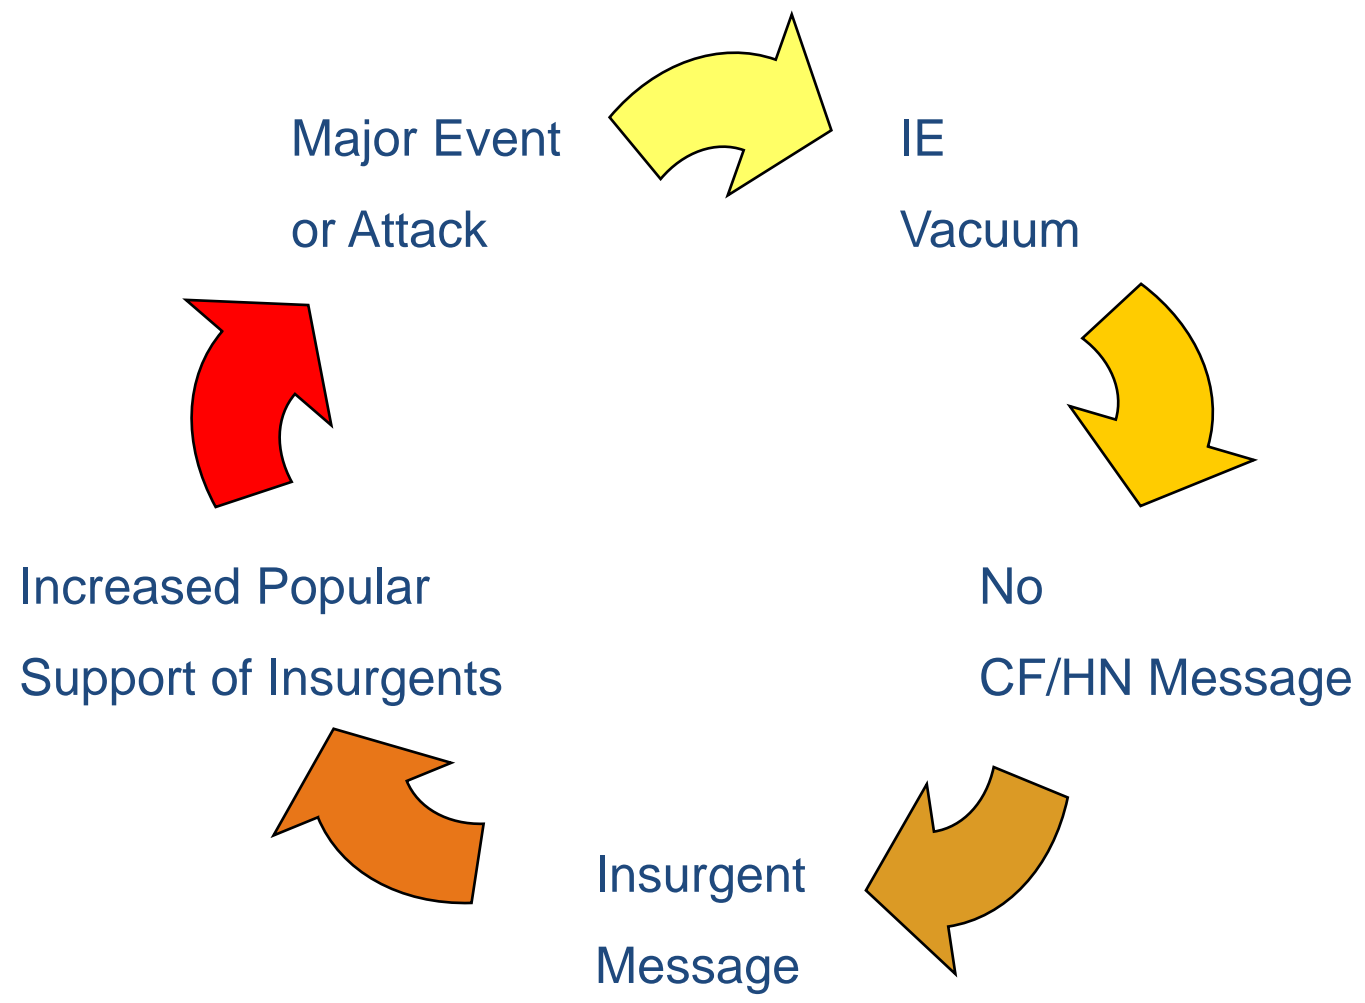 Major Event
or Attack
IE
Vacuum
No
CF/HN Message
Insurgent
Message
Increased Popular
Support of Insurgents